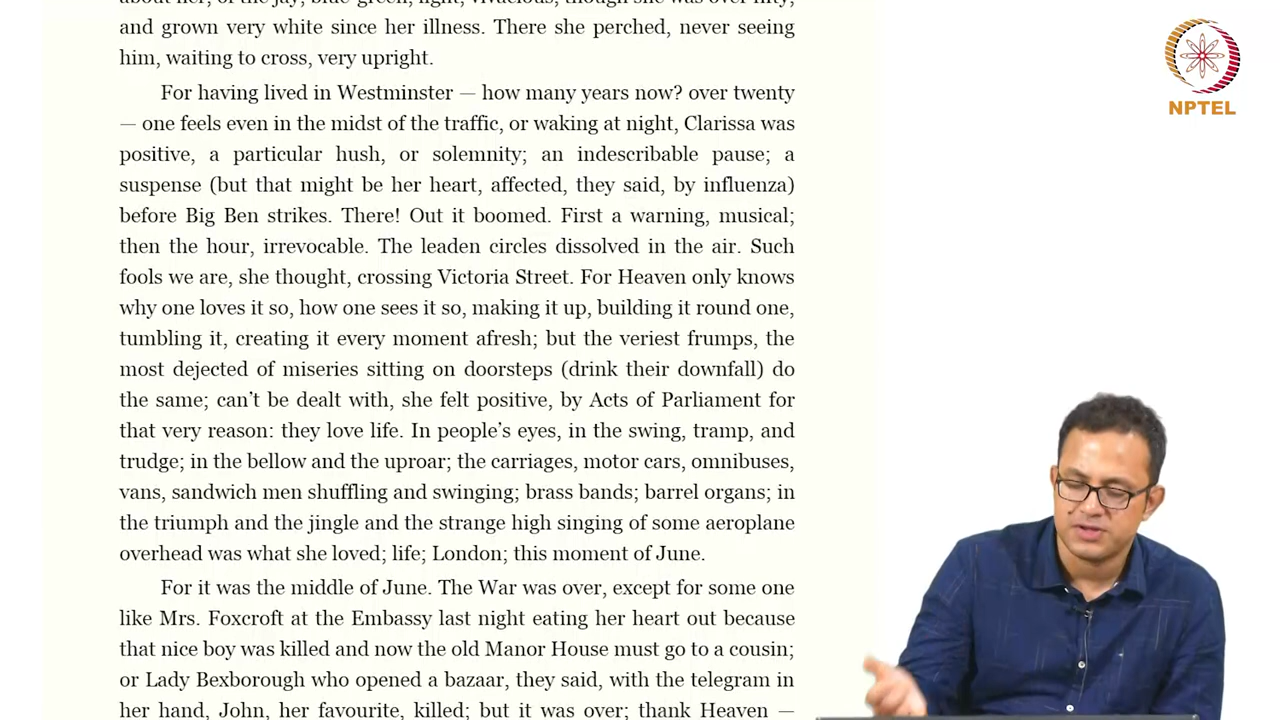 about her, of the jay, blue-green, light, vivacious, though she was over fifty,
and grown very white since her illness. There she perched, never seeing
him, waiting to cross, very upright.
For having lived in Westminster — how many years now? over twenty
— one feels even in the midst of the traffic, or waking at night, Clarissa was
positive, a particular hush, or solemnity; an indescribable pause; a
suspense (but that might be her heart, affected, they said, by influenza)
before Big Ben strikes. There! Out it boomed. First a warning, musical;
then the hour, irrevocable. The leaden circles dissolved in the air. Such
fools we are, she thought, crossing Victoria Street. For Heaven only knows
why one loves it so, how one sees it so, making it up, building it round one,
tumbling it, creating it every moment afresh; but the veriest frumps, the
most dejected of miseries sitting on doorsteps (drink their downfall) do
the same; can’t be dealt with, she felt positive, by Acts of Parliament for
that very reason: they love life. In people’s eyes, in the swing, tramp, and
trudge; in the bellow and the uproar; the carriages, motor cars, omnibuses,
vans, sandwich men shuffling and swinging; brass bands; barrel organs; in
the triumph and the jingle and the strange high singing of some aeroplane
overhead was what she loved; life; London; this moment of June.
For it was the middle of June. The War was over, except for some one
like Mrs. Foxcroft at the Embassy last night eating her heart out because
that nice boy was killed and now the old Manor House must go to a cousin;
or Lady Bexborough who opened a bazaar, they said, with the telegram in
her hand, John, her favourite, killed; but it was over; thank Heaven —
NPTEL